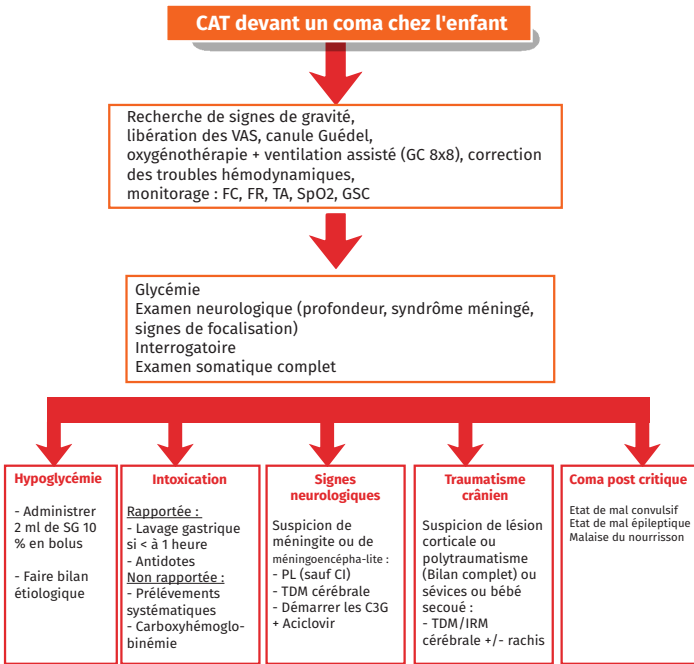 CAT devant un coma chez l'enfant
Recherche de signes de gravité,
libération des VAS, canule Guédel,
oxygénothérapie + ventilation assisté (GC 8x8), correction
des troubles hémodynamiques,
monitorage : FC, FR, TA, SpO2, GSC
Glycémie
Examen neurologique (profondeur, syndrôme méningé,
signes de focalisation)
Interrogatoire
Examen somatique complet
Hypoglycémie
- Administrer
2 ml de SG 10
% en bolus
- Faire bilan
étiologique
Intoxication
Rapportée :
- Lavage gastrique
si < à 1 heure
- Antidotes
Non rapportée :
- Prélévements
systématiques
- Carboxyhémoglo-
binémie
Signes
neurologiques
Suspicion de
méningite ou de
méningoencépha-lite :
- PL (sauf CI)
- TDM cérébrale
- Démarrer les C3G
+ Aciclovir
Traumatisme
crânien
Suspicion de lésion
corticale ou
polytraumatisme
(Bilan complet) ou
sévices ou bébé
secoué :
- TDM/IRM
cérébrale +/- rachis
Coma post critique
Etat de mal convulsif
Etat de mal épileptique
Malaise du nourrisson